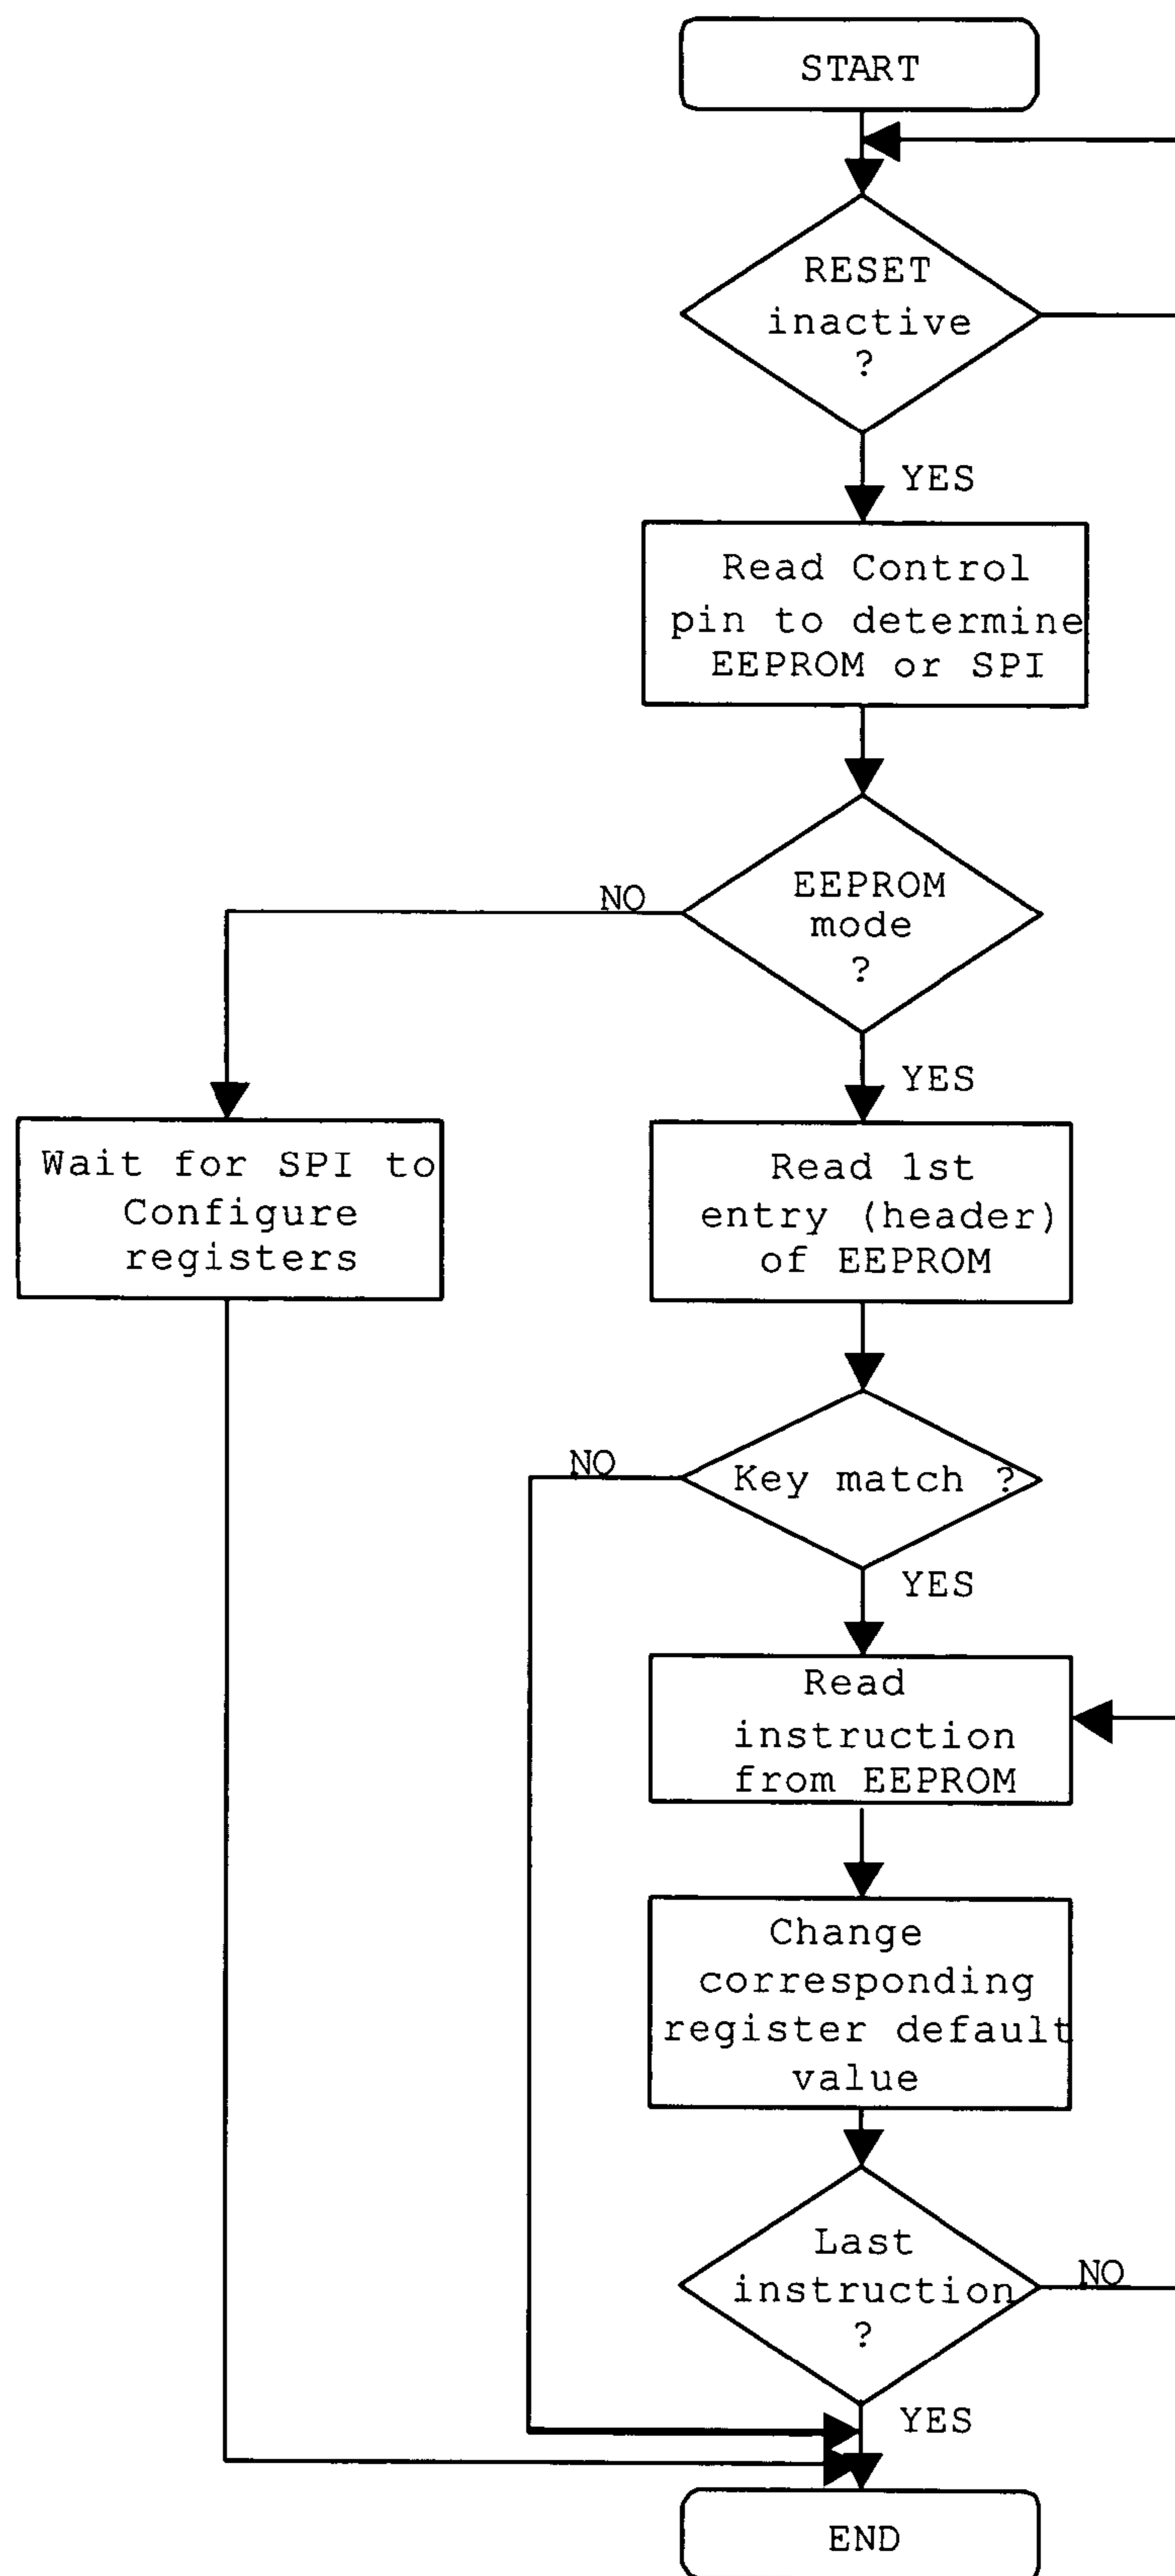 START
RESET
inactive
?
YES
Read Control
pin to determine
EEPROM or SPI
NO
EEPROM
mode
?
YES
Wait for SPI to
Configure
registers
Read 1st
entry (header)
of EEPROM
NO
Key match ?
YES
Read
instruction
from EEPROM
Change
corresponding
register default
value
Last
instruction
?
NO
YES
END